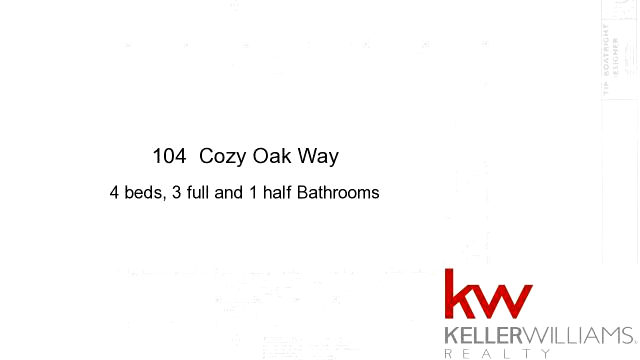 104 Cozy Oak Way
4 beds, 3 full and 1 half Bathrooms
kw
KELLERWILLIAMS.
REALTY